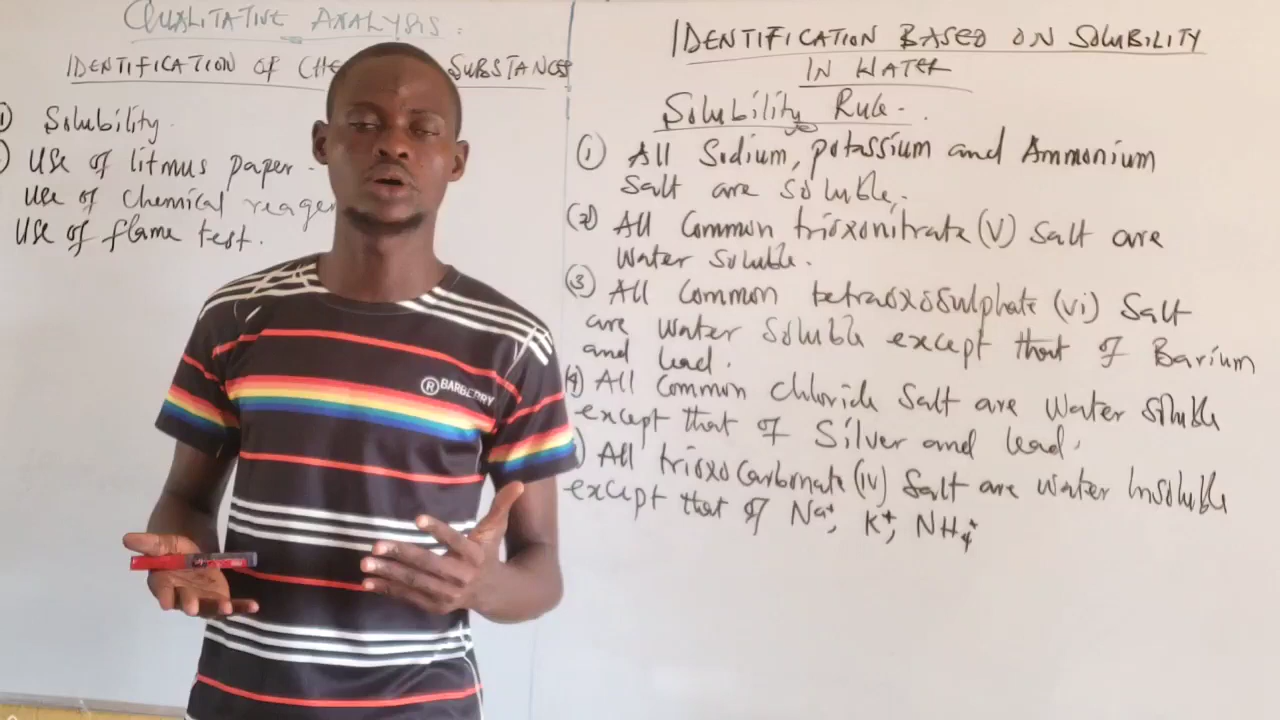 QUALITATIVE ANALYSIS.
IDENTIFICATION OF CHE SUBSTANCES
1) Solubility.
) Use of litmus paper.
Use of Chemical reage
Use of flame test.
IDENTIFICATION BASED ON SOLUBILITY
IN WATER
Solubility Rule.
(1) All Sodium, potassium and Ammonium
Salt are soluble,.
(2) All Common trioxonitrate (V) Salt are
Water soluble.
(3) All Common tetraoxosulphate (vi) Salt
are water soluble except that of Barium
and lead.
(4) All Common Chloride Salt are Water Soluble
except that of Silver and lead.
) All trioxoCarbonate (iv) Salt are water Insoluble
except that of Na⁺, K⁺, NH₄⁺
® BARBERRY